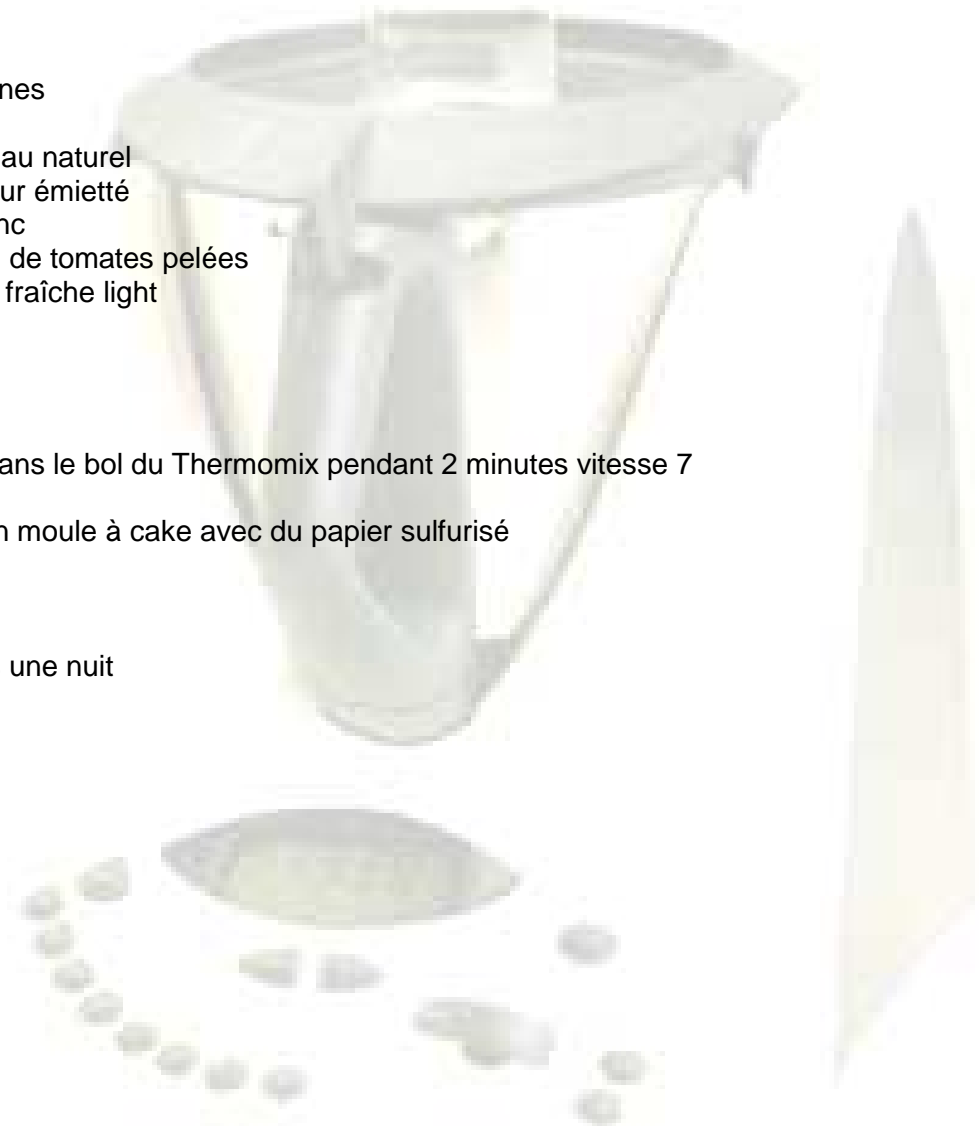 nes
au naturel
ur émietté
nc
de tomates pelées
fraîche light
ans le bol du Thermomix pendant 2 minutes vitesse 7
n moule à cake avec du papier sulfurisé
une nuit